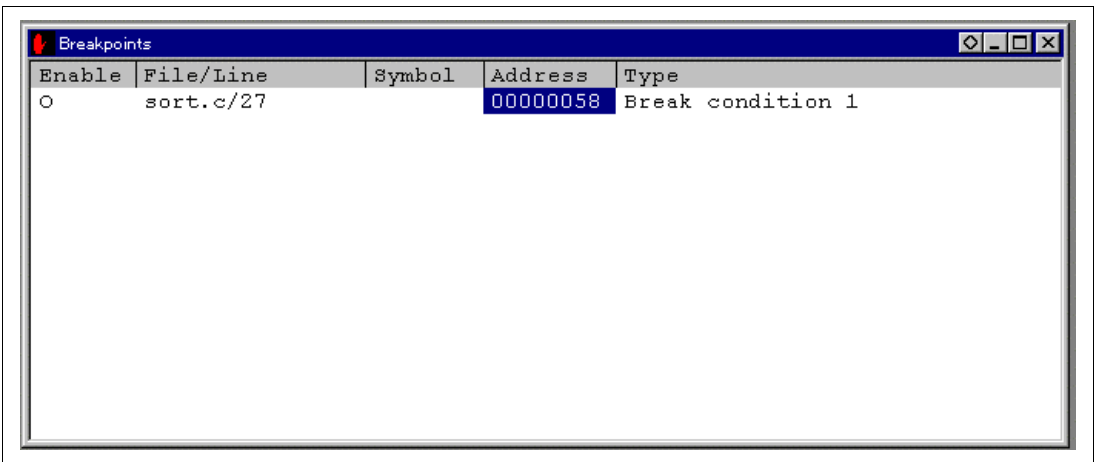 Breakpoints
Enable File/Line Symbol Address Type
O sort.c/27 00000058 Break condition 1